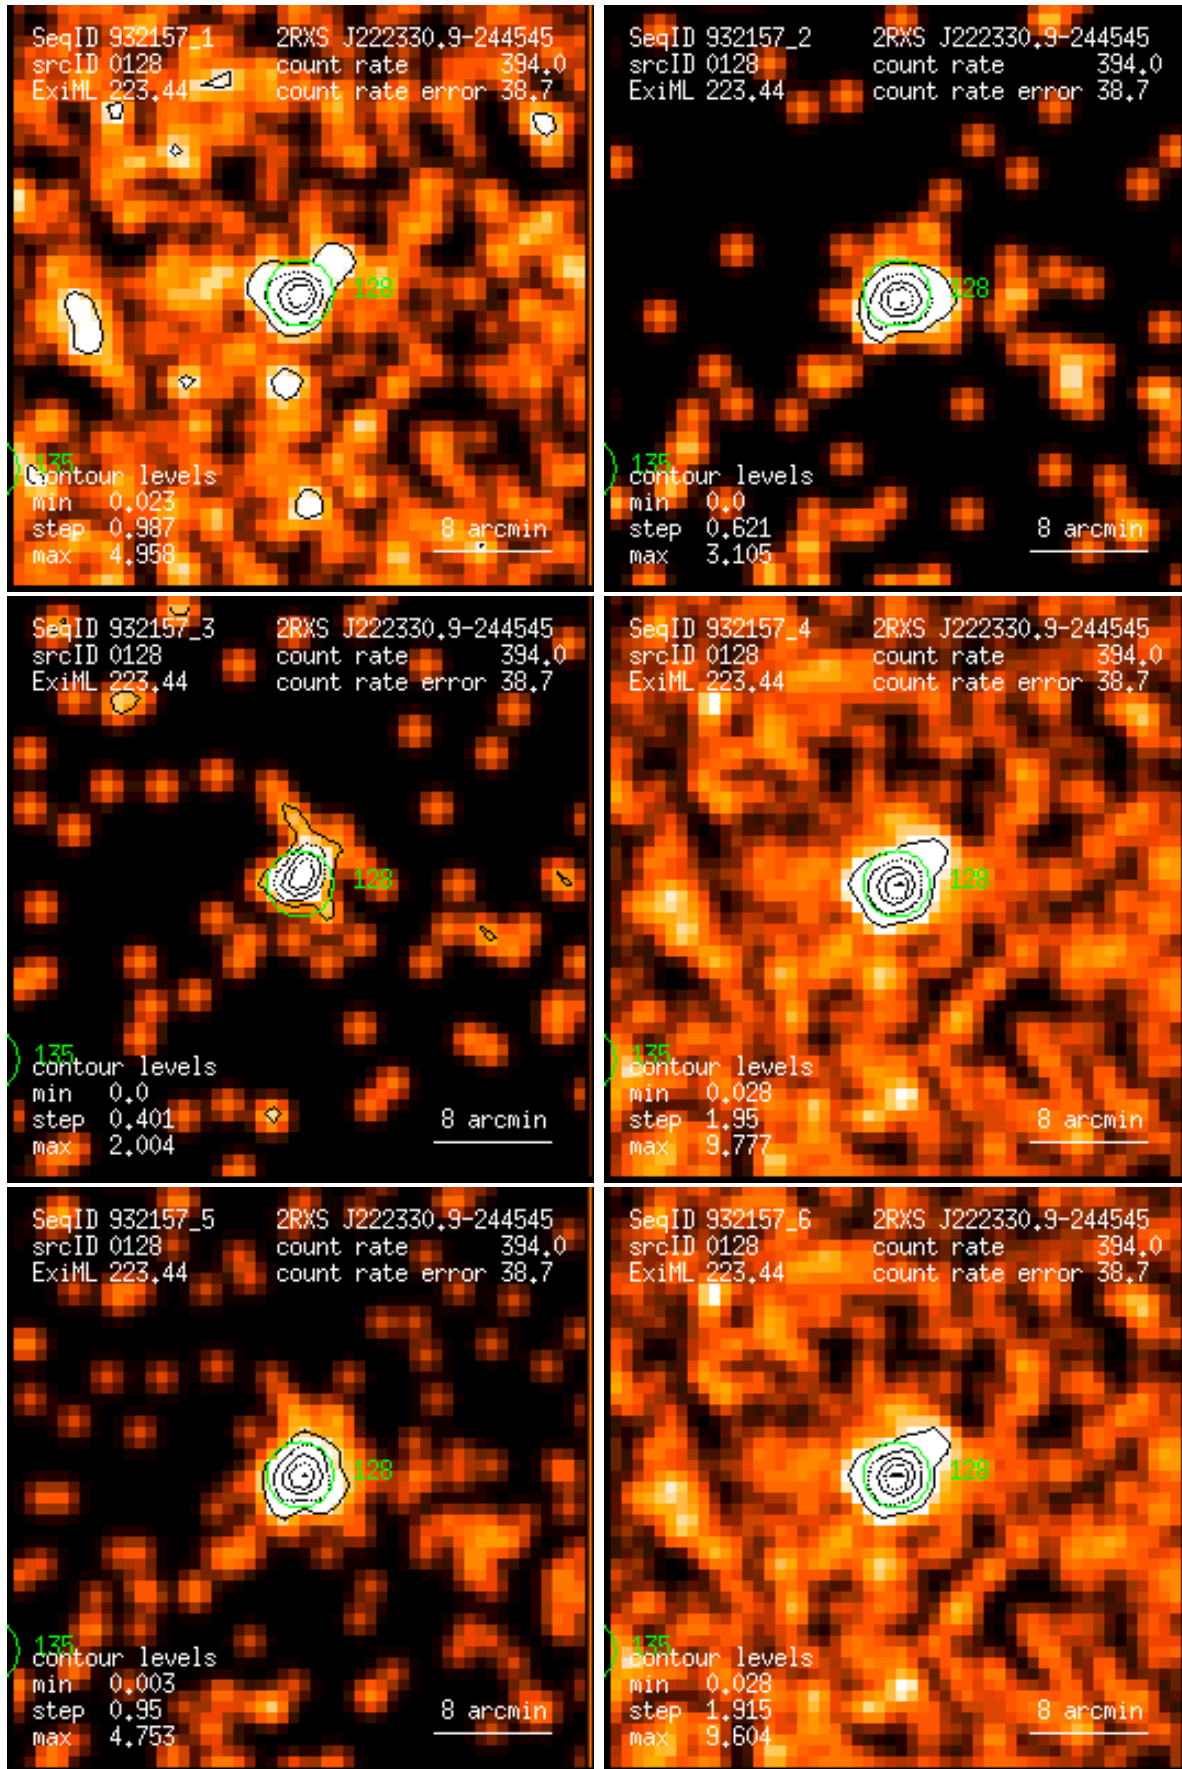 SeqID 932157_1 2RXS J222330.9-244545
srcID 0128 count rate 394.0
ExiML 223.44 count rate error 38.7
128
135
contour levels
min 0.023
step 0.987
max 4.958
8 arcmin
SeqID 932157_2 2RXS J222330.9-244545
srcID 0128 count rate 394.0
ExiML 223.44 count rate error 38.7
128
135
contour levels
min 0.0
step 0.621
max 3.105
8 arcmin
SeqID 932157_3 2RXS J222330.9-244545
srcID 0128 count rate 394.0
ExiML 223.44 count rate error 38.7
128
135
contour levels
min 0.0
step 0.401
max 2.004
8 arcmin
SeqID 932157_4 2RXS J222330.9-244545
srcID 0128 count rate 394.0
ExiML 223.44 count rate error 38.7
128
135
contour levels
min 0.028
step 1.95
max 9.777
8 arcmin
SeqID 932157_5 2RXS J222330.9-244545
srcID 0128 count rate 394.0
ExiML 223.44 count rate error 38.7
128
135
contour levels
min 0.003
step 0.95
max 4.753
8 arcmin
SeqID 932157_6 2RXS J222330.9-244545
srcID 0128 count rate 394.0
ExiML 223.44 count rate error 38.7
128
135
contour levels
min 0.028
step 1.915
max 9.604
8 arcmin